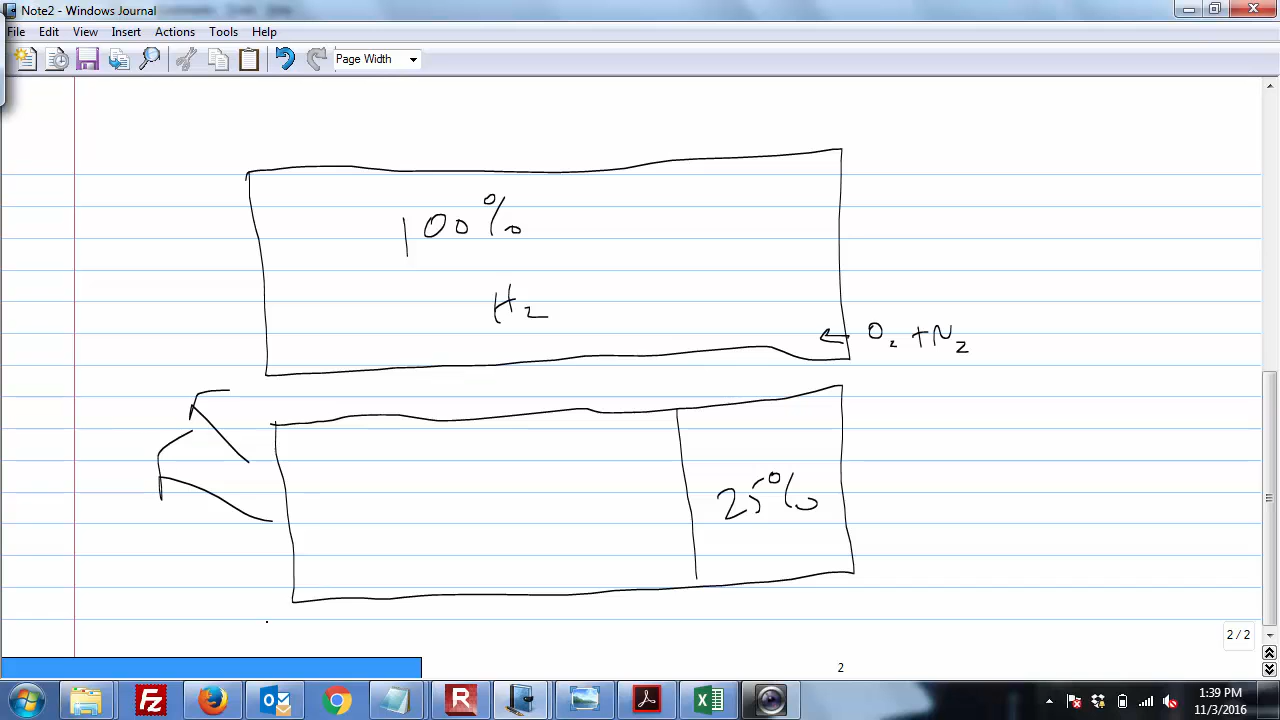 Note2 - Windows Journal
File Edit View Insert Actions Tools Help
Page Width
100%
H2
← O2 + N2
25%
2 / 2
2
1:39 PM
11/3/2016